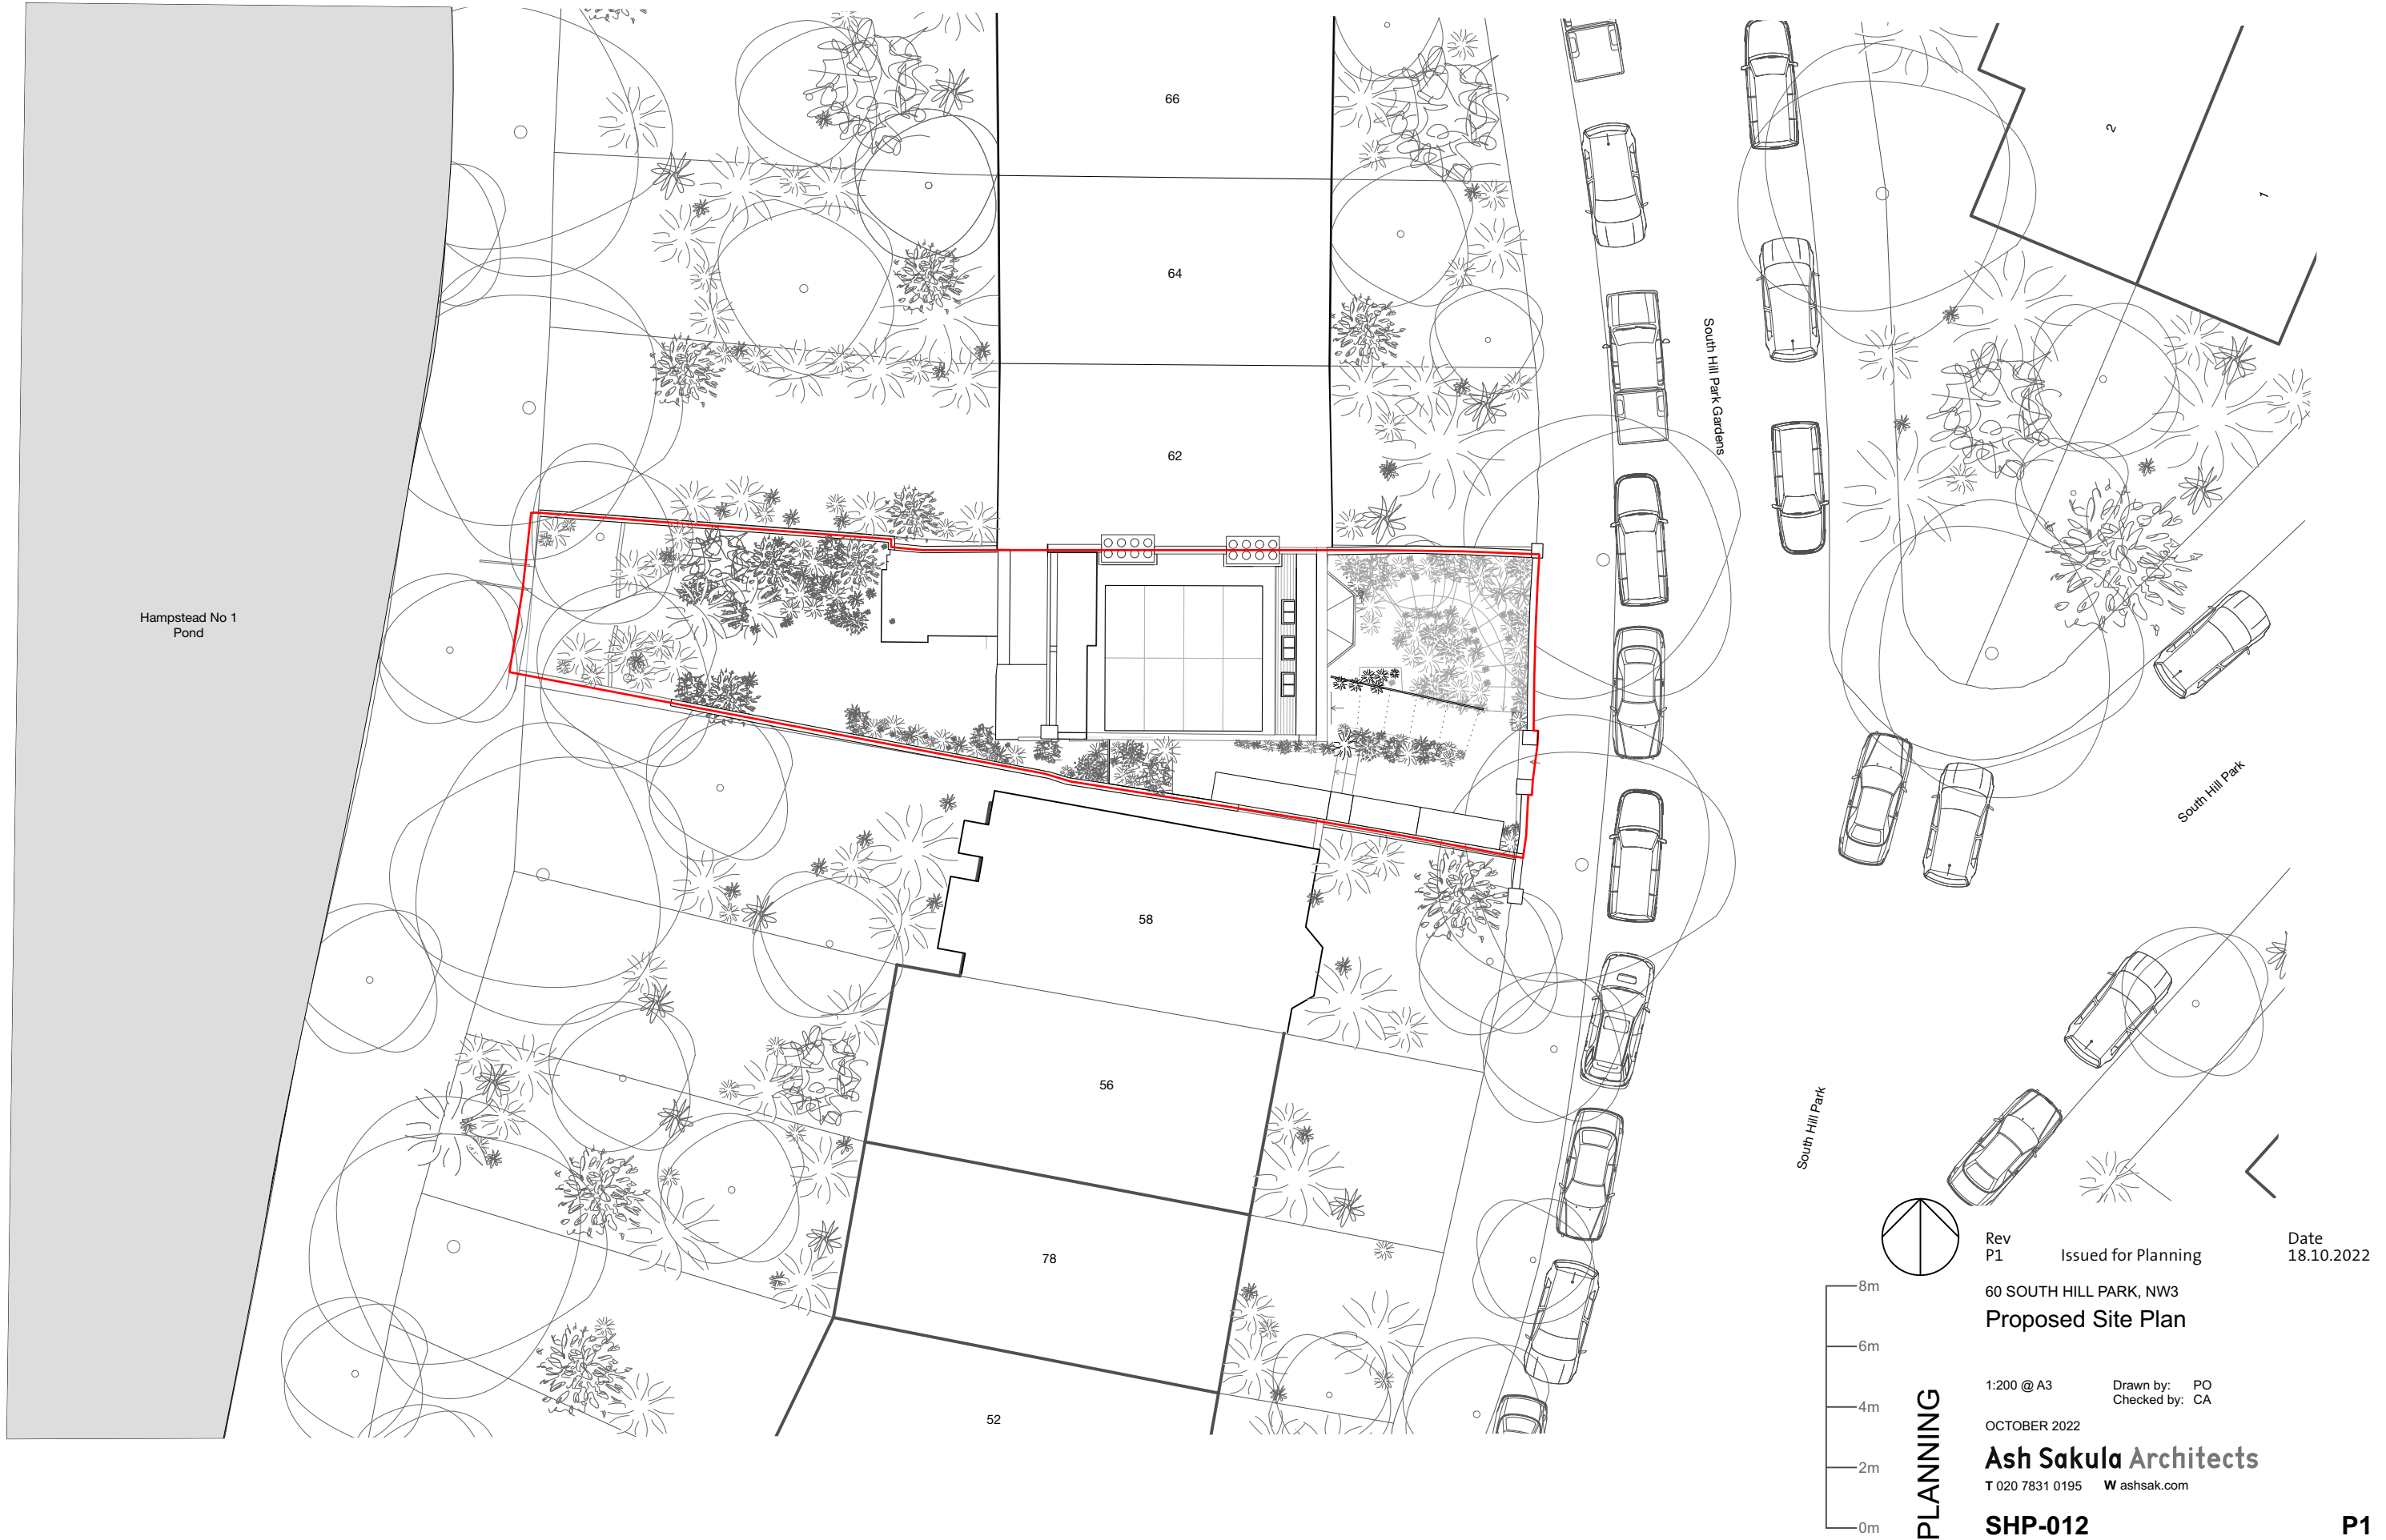 66
64
62
2
1
South Hill Park Gardens
Hampstead No 1
Pond
South Hill Park
58
56
South Hill Park
78
52
Rev
P1 Issued for Planning
Date
18.10.2022
60 SOUTH HILL PARK, NW3
Proposed Site Plan
8m
6m
4m
2m
0m
PLANNING
1:200 @ A3
Drawn by: PO
Checked by: CA
OCTOBER 2022
Ash Sakula Architects
T 020 7831 0195 W ashsak.com
SHP-012
P1